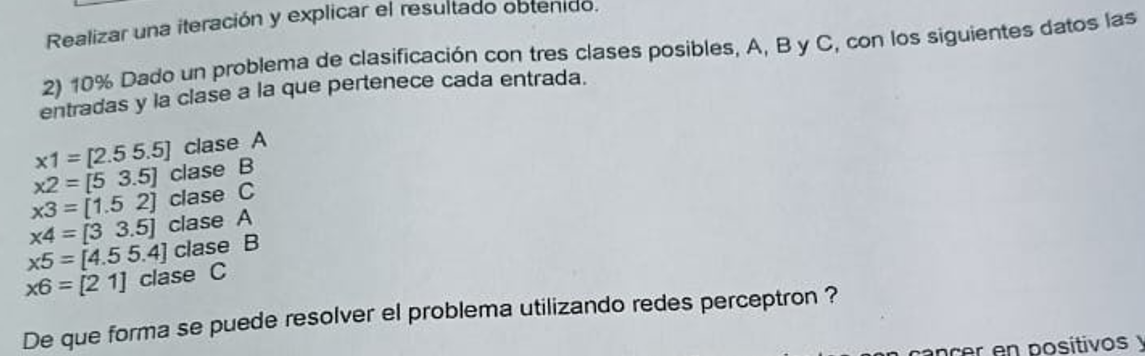 Realizar una iteración y explicar el resultado obtenido.
2) 10% Dado un problema de clasificación con tres clases posibles, A, B y C, con los siguientes datos las
entradas y la clase a la que pertenece cada entrada.
x1 = [2.5 5.5] clase A
x2 = [5 3.5] clase B
x3 = [1.5 2] clase C
x4 = [3 3.5] clase A
x5 = [4.5 5.4] clase B
x6 = [2 1] clase C
De que forma se puede resolver el problema utilizando redes perceptron ?
cancer en positivos y